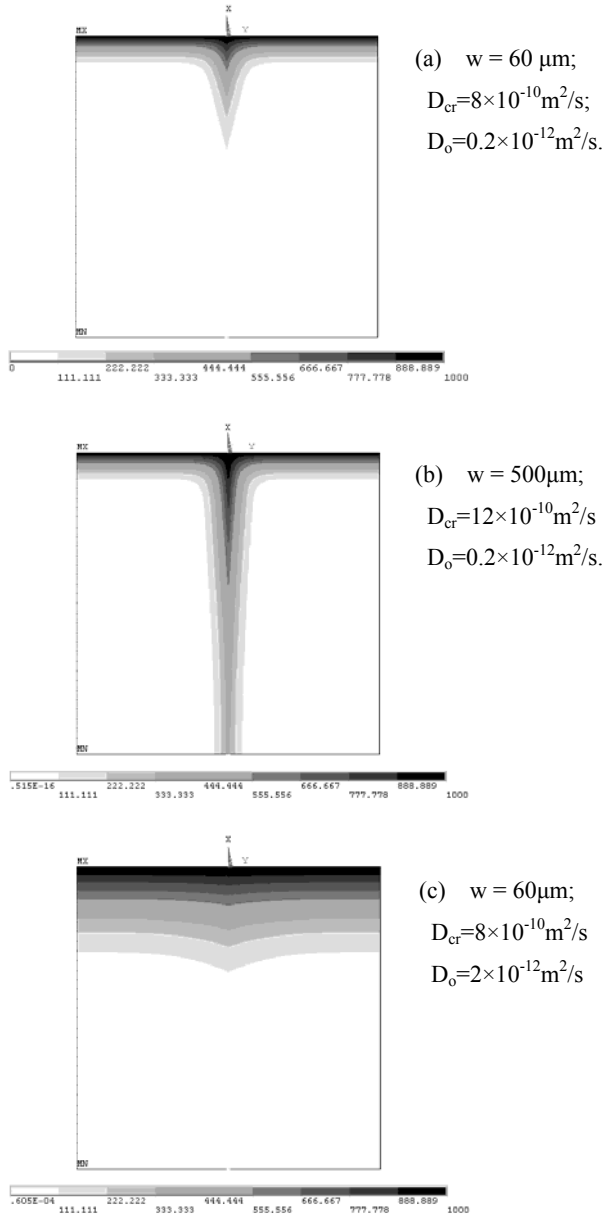 X
MX
Y
MN
(a) w = 60 μm;
Dcr=8×10⁻¹⁰m²/s;
Do=0.2×10⁻¹²m²/s.
0 222.222 444.444 666.667 888.889
111.111 333.333 555.556 777.778 1000
X
MX
Y
MN
(b) w = 500μm;
Dcr=12×10⁻¹⁰m²/s
Do=0.2×10⁻¹²m²/s.
.515E-16 222.222 444.444 666.667 888.889
111.111 333.333 555.556 777.778 1000
X
MX
Y
MN
(c) w = 60μm;
Dcr=8×10⁻¹⁰m²/s
Do=2×10⁻¹²m²/s
.605E-04 222.222 444.444 666.667 888.889
111.111 333.333 555.556 777.778 1000